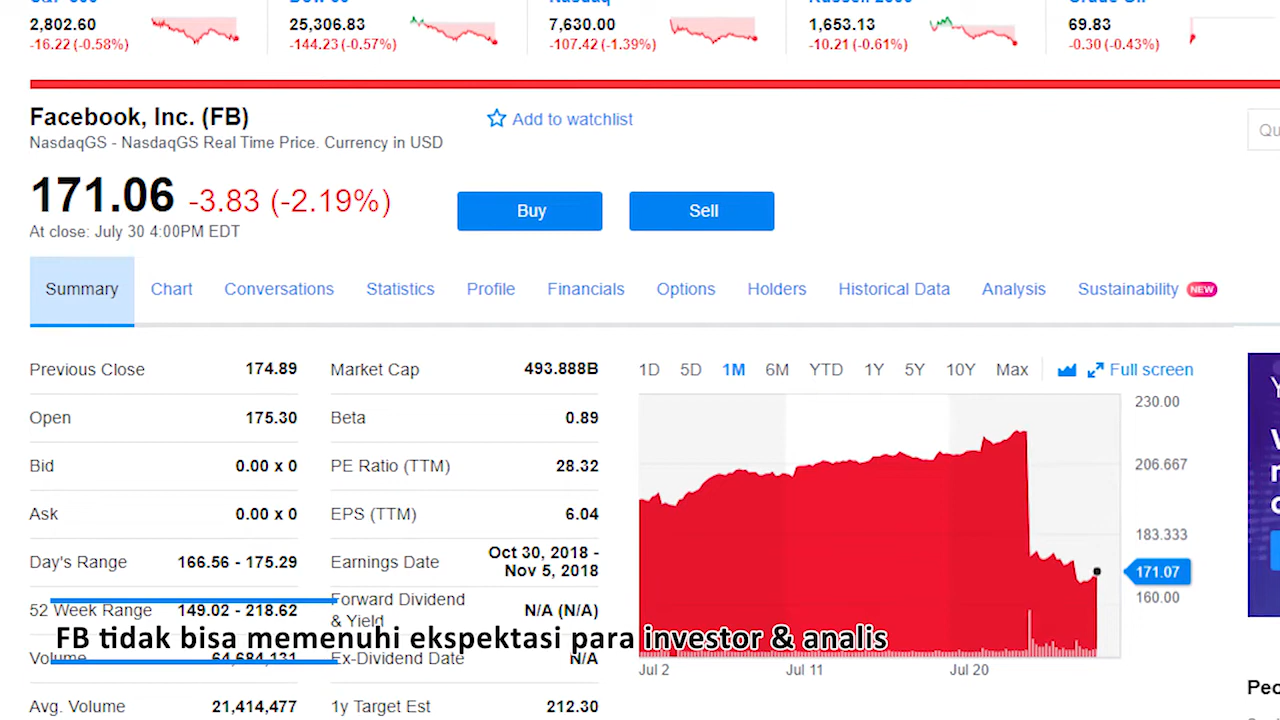 2,802.60
-16.22 (-0.58%)
25,306.83
-144.23 (-0.57%)
7,630.00
-107.42 (-1.39%)
1,653.13
-10.21 (-0.61%)
69.83
-0.30 (-0.43%)
Facebook, Inc. (FB)
Add to watchlist
NasdaqGS - NasdaqGS Real Time Price. Currency in USD
171.06 -3.83 (-2.19%)
At close: July 30 4:00PM EDT
Buy
Sell
Summary Chart Conversations Statistics Profile Financials Options Holders Historical Data Analysis Sustainability NEW
Previous Close 174.89
Open 175.30
Bid 0.00 x 0
Ask 0.00 x 0
Day's Range 166.56 - 175.29
52 Week Range 149.02 - 218.62
Volume 64,684,131
Avg. Volume 21,414,477
Market Cap 493.888B
Beta 0.89
PE Ratio (TTM) 28.32
EPS (TTM) 6.04
Earnings Date Oct 30, 2018 -
Nov 5, 2018
Forward Dividend
& Yield N/A (N/A)
Ex-Dividend Date N/A
1y Target Est 212.30
1D 5D 1M 6M YTD 1Y 5Y 10Y Max Full screen
230.00
206.667
183.333
171.07
160.00
Jul 2 Jul 11 Jul 20
FB tidak bisa memenuhi ekspektasi para investor & analis